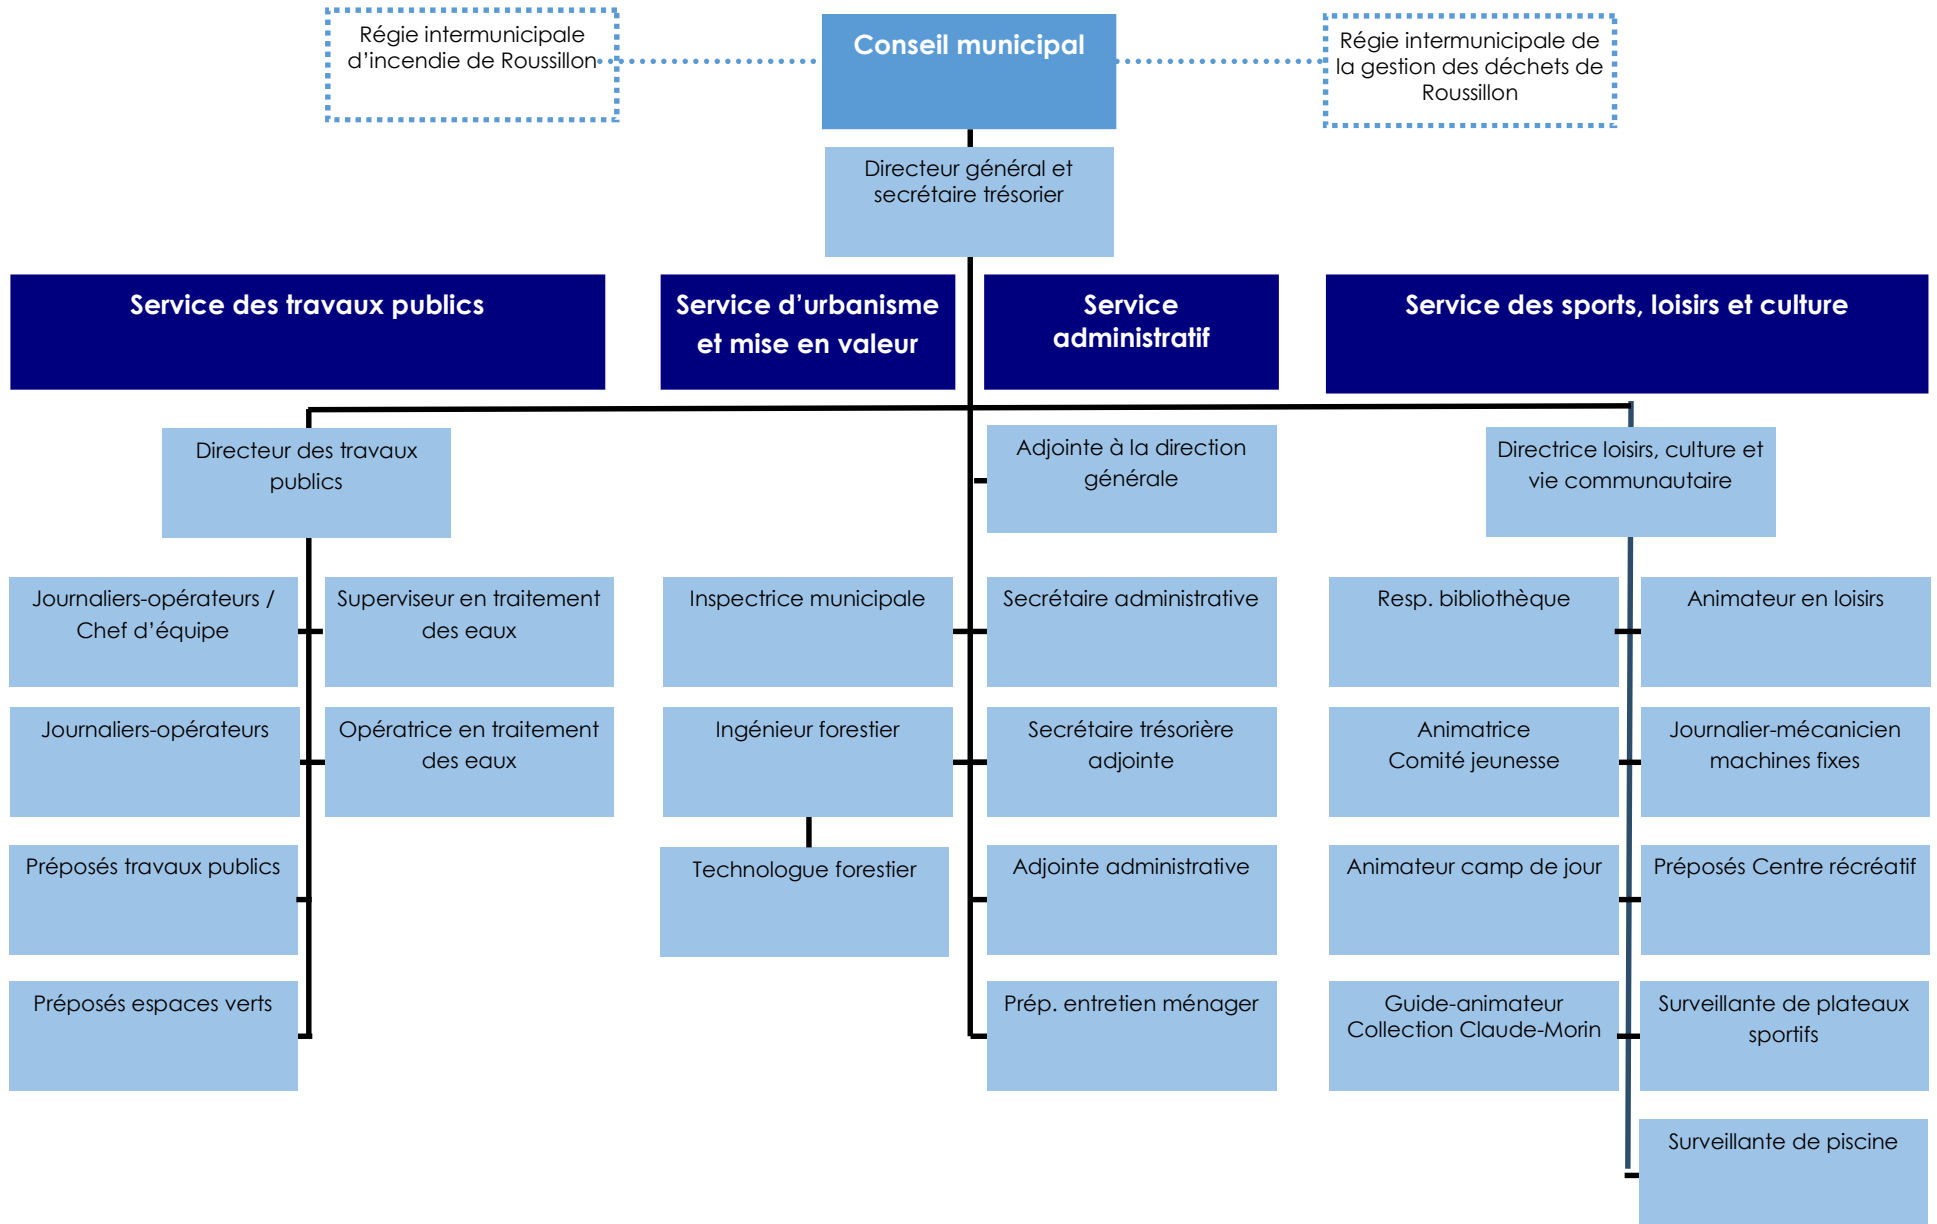 Régie intermunicipale
d'incendie de Roussillon
Conseil municipal
Régie intermunicipale de
la gestion des déchets de
Roussillon
Directeur général et
secrétaire trésorier
Service des travaux publics
Service d'urbanisme
et mise en valeur
Service
administratif
Service des sports, loisirs et culture
Directeur des travaux
publics
Adjointe à la direction
générale
Directrice loisirs, culture et
vie communautaire
Journaliers-opérateurs /
Chef d'équipe
Superviseur en traitement
des eaux
Inspectrice municipale
Secrétaire administrative
Resp. bibliothèque
Animateur en loisirs
Journaliers-opérateurs
Opératrice en traitement
des eaux
Ingénieur forestier
Secrétaire trésorière
adjointe
Animatrice
Comité jeunesse
Journalier-mécanicien
machines fixes
Préposés travaux publics
Technologue forestier
Adjointe administrative
Animateur camp de jour
Préposés Centre récréatif
Préposés espaces verts
Prép. entretien ménager
Guide-animateur
Collection Claude-Morin
Surveillante de plateaux
sportifs
Surveillante de piscine